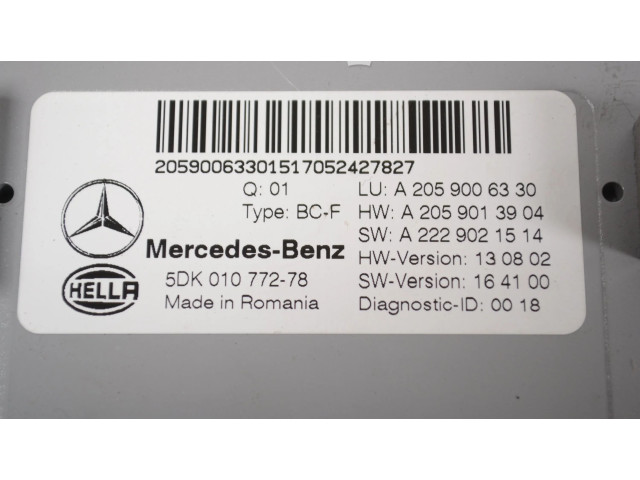 20590063301517052427827
Q: 01
LU: A 205 900 63 30
Type: BC-F
HW: A 205 901 39 04
SW: A 222 902 15 14
Mercedes-Benz
HW-Version: 13 08 02
HELLA
5DK 010 772-78
SW-Version: 16 41 00
Made in Romania
Diagnostic-ID: 00 18